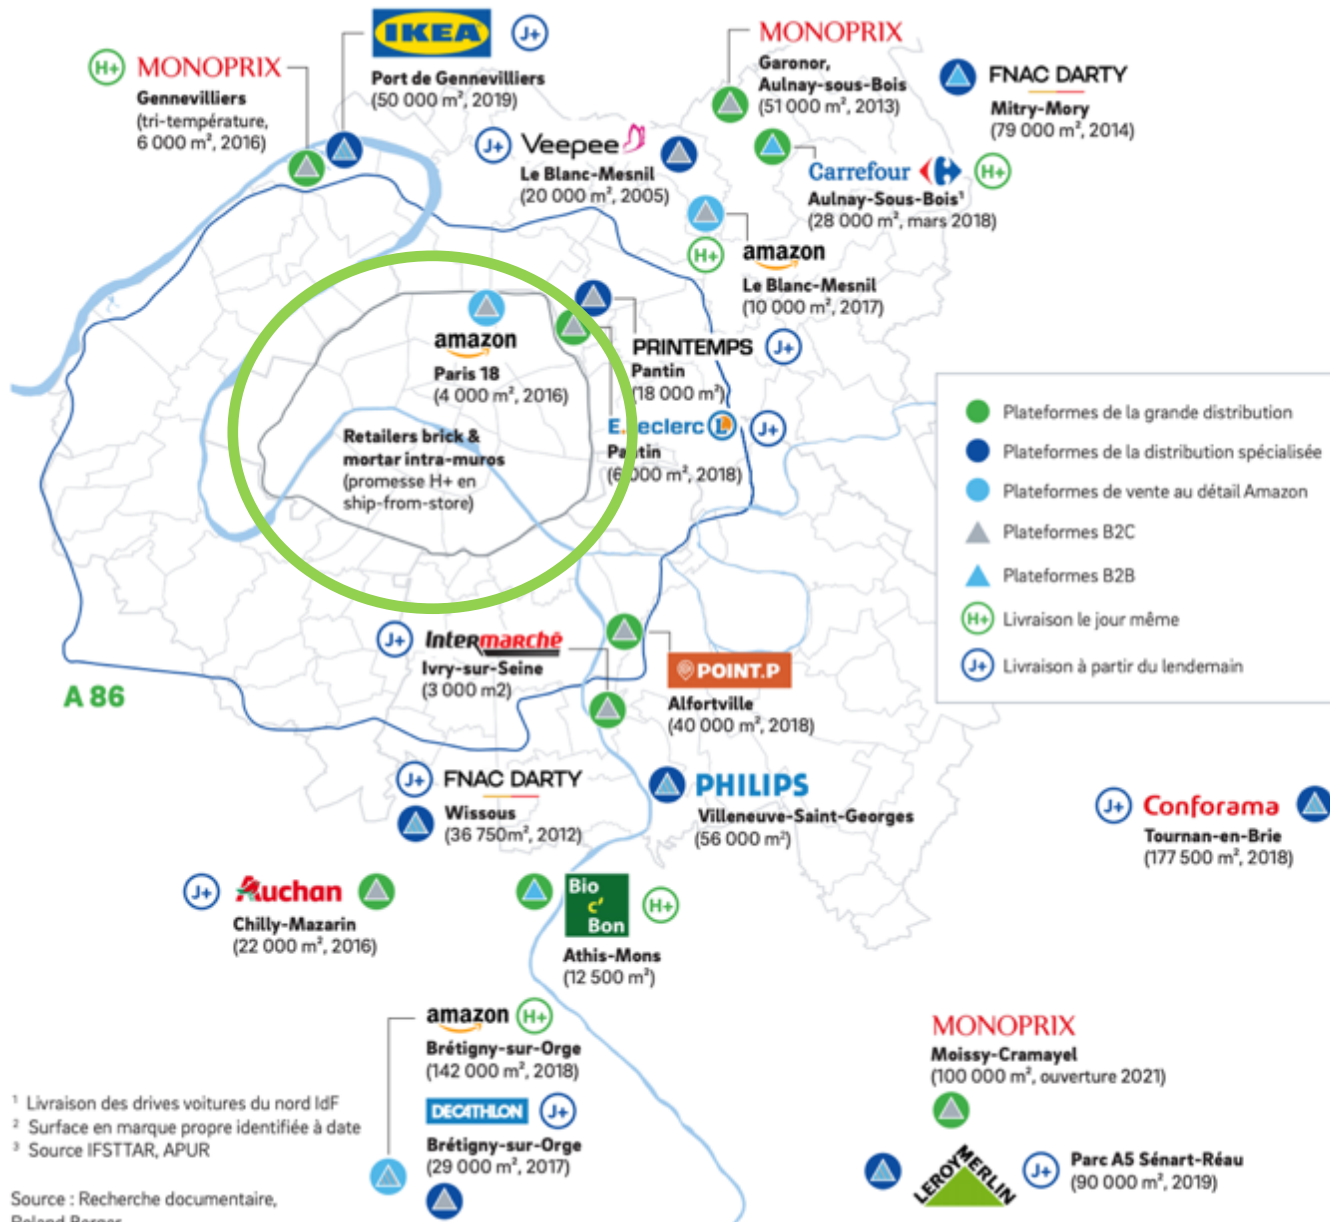 IKEA
J+
Port de Gennevilliers
(50 000 m², 2019)
H+ MONOPRIX
Gennevilliers
(tri-température,
6 000 m², 2016)
MONOPRIX
Garonor,
Aulnay-sous-Bois
(51 000 m², 2013)
FNAC DARTY
Mitry-Mory
(79 000 m², 2014)
J+ Veepee
Le Blanc-Mesnil
(20 000 m², 2005)
Carrefour H+
Aulnay-Sous-Bois³
(28 000 m², mars 2018)
H+ amazon
Le Blanc-Mesnil
(10 000 m², 2017)
amazon
Paris 18
(4 000 m², 2016)
PRINTEMPS J+
Pantin
(18 000 m²)
E.Leclerc L J+
Pantin
(6 000 m², 2018)
Retailers brick &
mortar intra-muros
(promesse H+ en
ship-from-store)
Plateformes de la grande distribution
Plateformes de la distribution spécialisée
Plateformes de vente au détail Amazon
Plateformes B2C
Plateformes B2B
H+ Livraison le jour même
J+ Livraison à partir du lendemain
J+ Intermarché
Ivry-sur-Seine
(3 000 m2)
A 86
POINT.P
Alfortville
(40 000 m², 2018)
J+ FNAC DARTY
Wissous
(36 750m², 2012)
PHILIPS
Villeneuve-Saint-Georges
(56 000 m²)
J+ Conforama
Tournan-en-Brie
(177 500 m², 2018)
J+ Auchan
Chilly-Mazarin
(22 000 m², 2016)
Bio
c'
Bon
H+
Athis-Mons
(12 500 m²)
amazon H+
Brétigny-sur-Orge
(142 000 m², 2018)
DECATHLON J+
Brétigny-sur-Orge
(29 000 m², 2017)
MONOPRIX
Moissy-Cramayel
(100 000 m², ouverture 2021)
LEROY MERLIN J+
Parc A5 Sénart-Réau
(90 000 m², 2019)
¹ Livraison des drives voitures du nord IdF
² Surface en marque propre identifiée à date
³ Source IFSTTAR, APUR
Source : Recherche documentaire,
Roland Berger